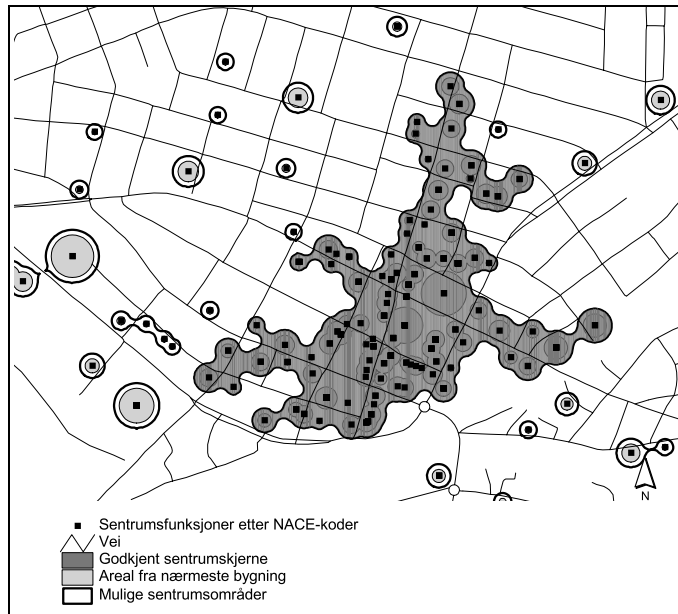 N
Sentrumsfunksjoner etter NACE-koder
Vei
Godkjent sentrumskjerne
Areal fra nærmeste bygning
Mulige sentrumsområder